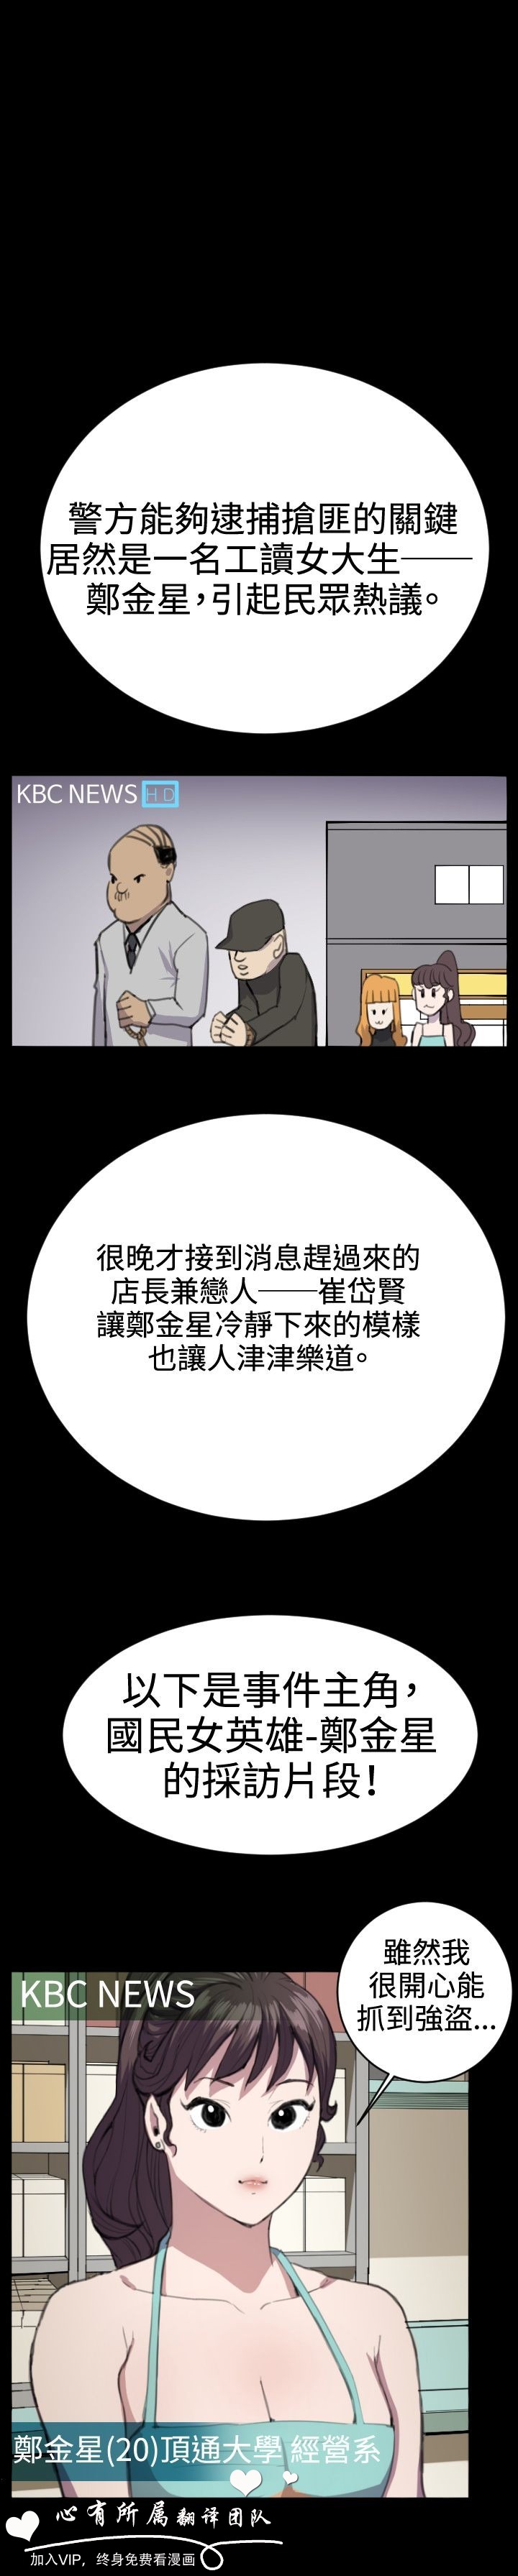 警方能夠逮捕搶匪的關鍵
居然是一名工讀女大生——
鄭金星，引起民眾熱議。
KBC NEWS HD
很晚才接到消息趕過來的
店長兼戀人——崔岱賢
讓鄭金星冷靜下來的模樣
也讓人津津樂道。
以下是事件主角，
國民女英雄-鄭金星
的採訪片段！
雖然我
很開心能
抓到強盜...
KBC NEWS
鄭金星(20)頂通大學 經營系
心有所属翻译团队
加入VIP，终身免费看漫画